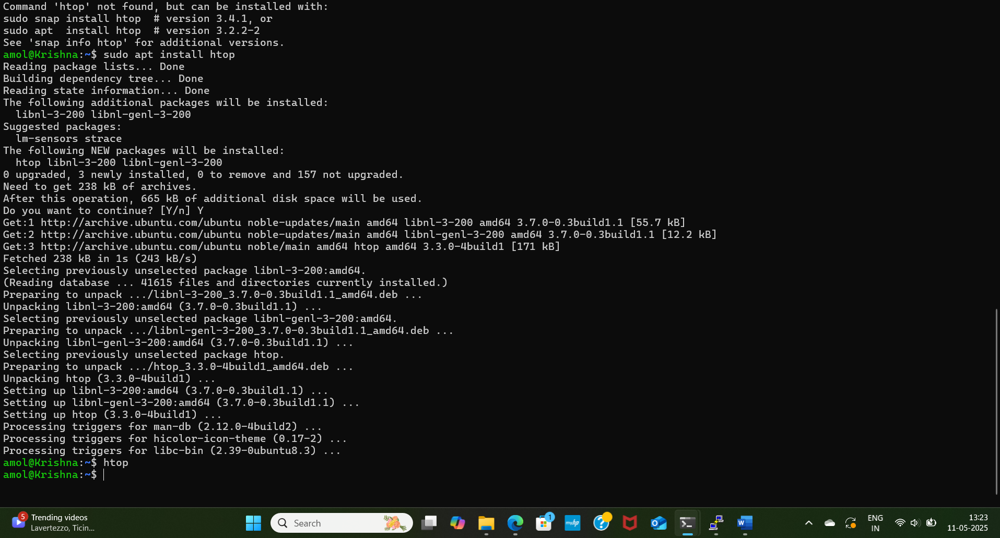 Command 'htop' not found, but can be installed with:
sudo snap install htop  # version 3.4.1, or
sudo apt  install htop  # version 3.2.2-2
See 'snap info htop' for additional versions.
amol@Krishna:~$ sudo apt install htop
Reading package lists... Done
Building dependency tree... Done
Reading state information... Done
The following additional packages will be installed:
  libnl-3-200 libnl-genl-3-200
Suggested packages:
  lm-sensors strace
The following NEW packages will be installed:
  htop libnl-3-200 libnl-genl-3-200
0 upgraded, 3 newly installed, 0 to remove and 157 not upgraded.
Need to get 238 kB of archives.
After this operation, 665 kB of additional disk space will be used.
Do you want to continue? [Y/n] Y
Get:1 http://archive.ubuntu.com/ubuntu noble-updates/main amd64 libnl-3-200 amd64 3.7.0-0.3build1.1 [55.7 kB]
Get:2 http://archive.ubuntu.com/ubuntu noble-updates/main amd64 libnl-genl-3-200 amd64 3.7.0-0.3build1.1 [12.2 kB]
Get:3 http://archive.ubuntu.com/ubuntu noble/main amd64 htop amd64 3.3.0-4build1 [171 kB]
Fetched 238 kB in 1s (243 kB/s)
Selecting previously unselected package libnl-3-200:amd64.
(Reading database ... 41615 files and directories currently installed.)
Preparing to unpack .../libnl-3-200_3.7.0-0.3build1.1_amd64.deb ...
Unpacking libnl-3-200:amd64 (3.7.0-0.3build1.1) ...
Selecting previously unselected package libnl-genl-3-200:amd64.
Preparing to unpack .../libnl-genl-3-200_3.7.0-0.3build1.1_amd64.deb ...
Unpacking libnl-genl-3-200:amd64 (3.7.0-0.3build1.1) ...
Selecting previously unselected package htop.
Preparing to unpack .../htop_3.3.0-4build1_amd64.deb ...
Unpacking htop (3.3.0-4build1) ...
Setting up libnl-3-200:amd64 (3.7.0-0.3build1.1) ...
Setting up libnl-genl-3-200:amd64 (3.7.0-0.3build1.1) ...
Setting up htop (3.3.0-4build1) ...
Processing triggers for man-db (2.12.0-4build2) ...
Processing triggers for hicolor-icon-theme (0.17-2) ...
Processing triggers for libc-bin (2.39-0ubuntu8.3) ...
amol@Krishna:~$ htop
amol@Krishna:~$
5
Trending videos
Lavertezzo, Ticin...
Search
1
myhp
?
O
W
ENG
IN
13:23
11-05-2025